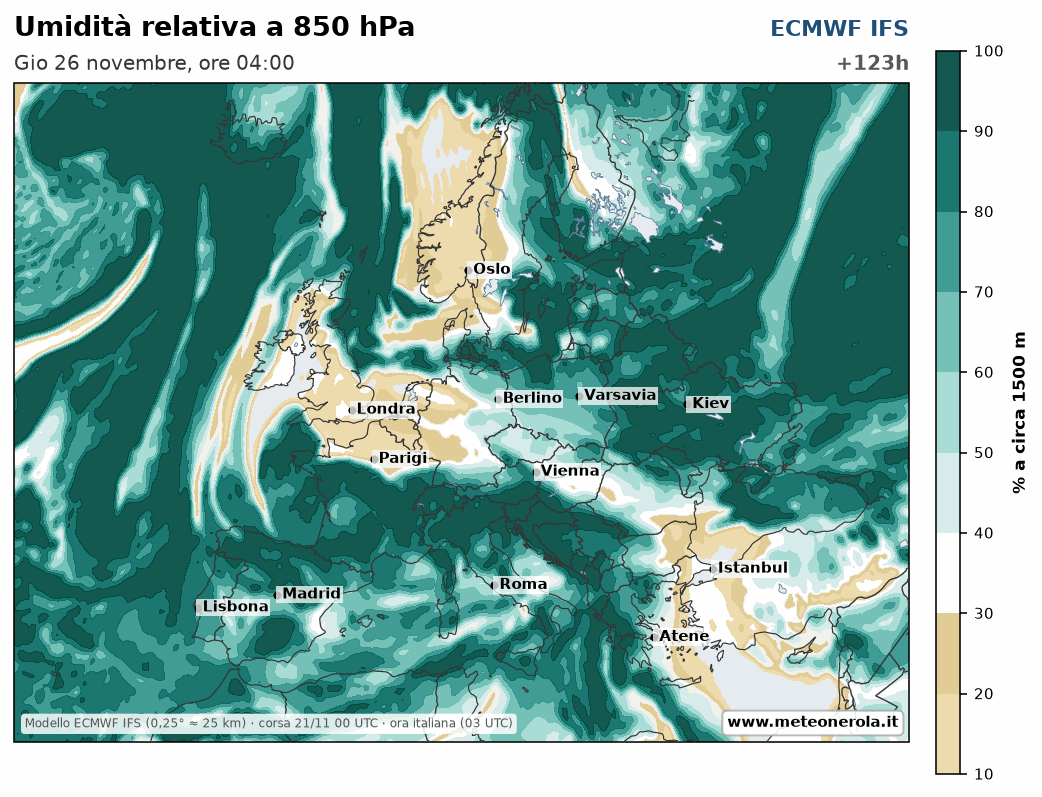 Umidità relativa a 850 hPa
ECMWF IFS
Gio 26 novembre, ore 04:00
+123h
100
90
80
70
60
50
40
30
20
10
% a circa 1500 m
Oslo
Berlino
Varsavia
Kiev
Londra
Parigi
Vienna
Istanbul
Roma
Madrid
Lisbona
Atene
Modello ECMWF IFS (0,25° ≈ 25 km) · corsa 21/11 00 UTC · ora italiana (03 UTC)
www.meteonerola.it